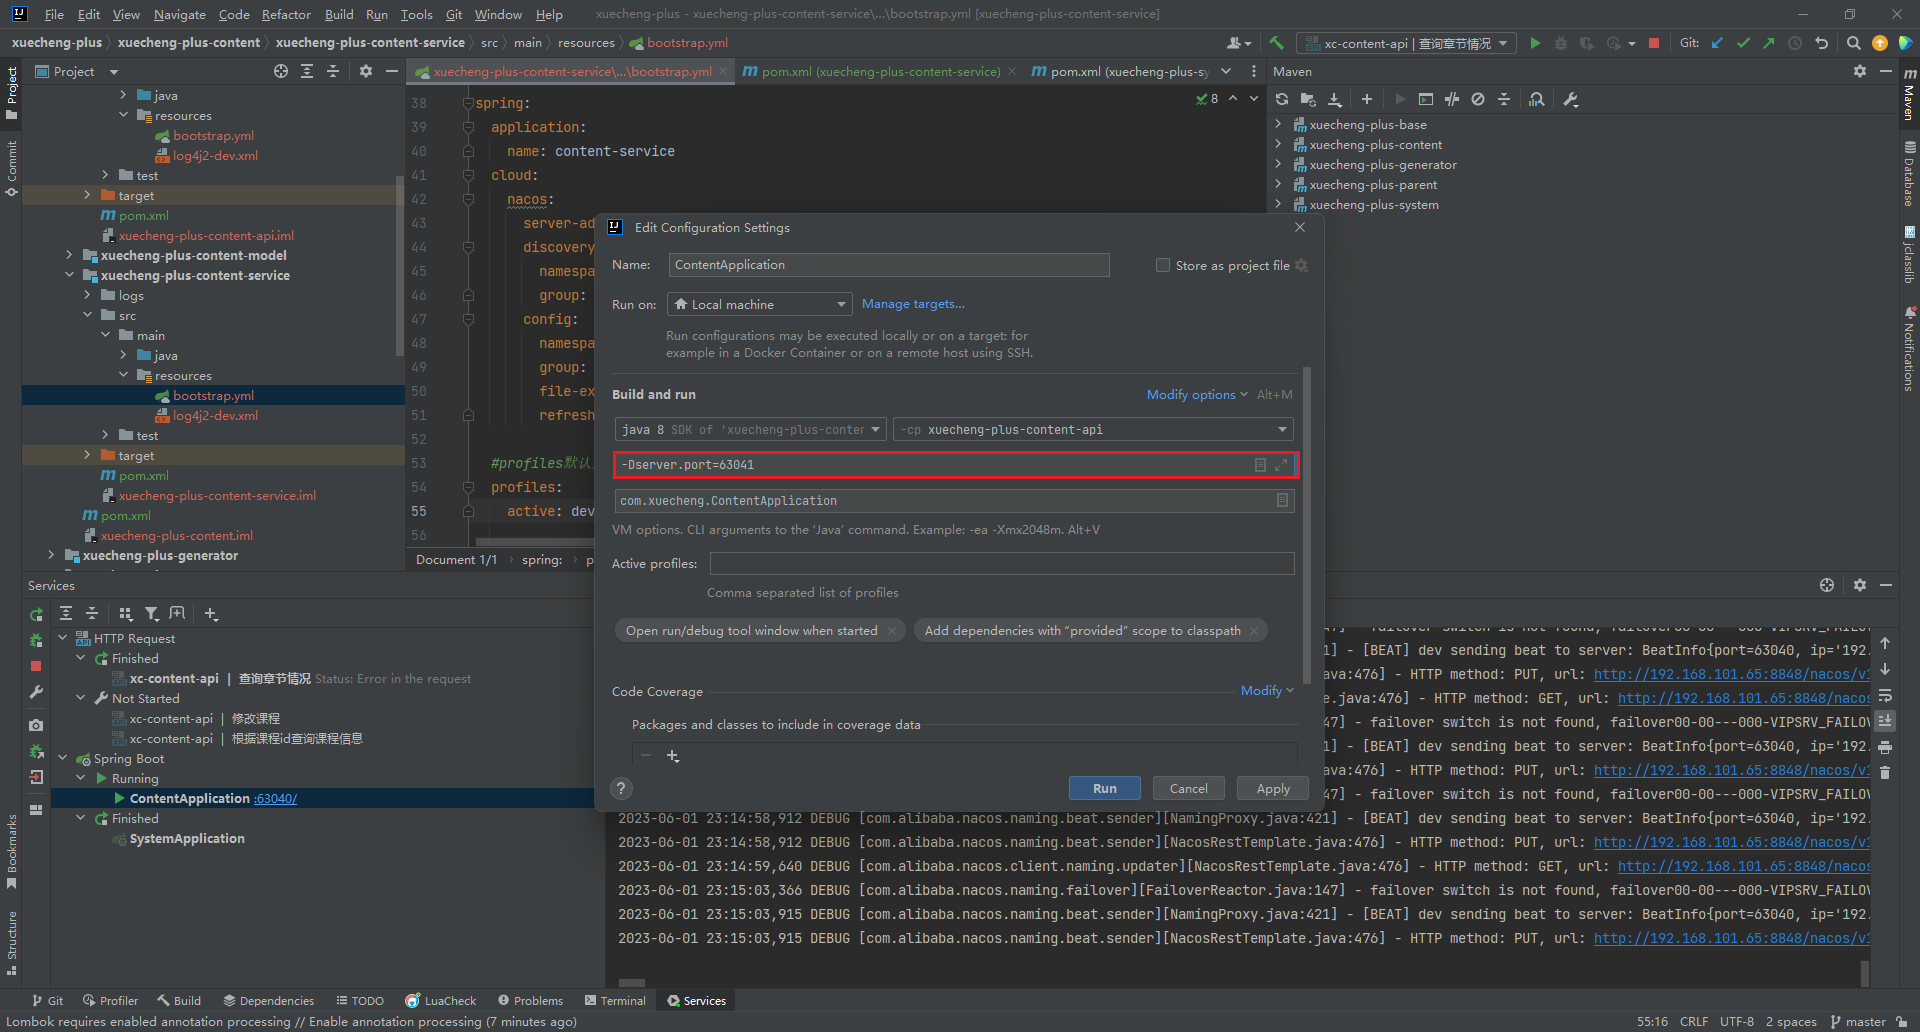 File Edit View Navigate Code Refactor Build Run Tools Git Window Help xuecheng-plus - xuecheng-plus-content-service\...\bootstrap.yml [xuecheng-plus-content-service]
xuecheng-plus xuecheng-plus-content xuecheng-plus-content-service src main resources bootstrap.yml
xc-content-api | 查询章节情况 Git:
Project
xuecheng-plus-content-service\...\bootstrap.yml
pom.xml (xuecheng-plus-content-service)
pom.xml (xuecheng-plus-sy
Maven
Project
Commit
java
resources
bootstrap.yml
log4j2-dev.xml
test
target
pom.xml
xuecheng-plus-content-api.iml
xuecheng-plus-content-model
xuecheng-plus-content-service
logs
src
main
java
resources
bootstrap.yml
log4j2-dev.xml
test
target
pom.xml
xuecheng-plus-content-service.iml
pom.xml
xuecheng-plus-content.iml
xuecheng-plus-generator
8
38 spring:
39 application:
40 name: content-service
41 cloud:
42 nacos:
43 server-ad
44 discovery
45 namespa
46 group:
47 config:
48 namespa
49 group:
50 file-ex
51 refresh
52
53 #profiles默认
54 profiles:
55 active: dev
56
Document 1/1 spring: p
xuecheng-plus-base
xuecheng-plus-content
xuecheng-plus-generator
xuecheng-plus-parent
xuecheng-plus-system
Maven
Database
jclasslib
Notifications
Edit Configuration Settings
Name: ContentApplication Store as project file
Run on: Local machine Manage targets...
Run configurations may be executed locally or on a target: for
example in a Docker Container or on a remote host using SSH.
Build and run Modify options Alt+M
java 8 SDK of 'xuecheng-plus-conter -cp xuecheng-plus-content-api
-Dserver.port=63041
com.xuecheng.ContentApplication
VM options. CLI arguments to the 'Java' command. Example: -ea -Xmx2048m. Alt+V
Active profiles:
Comma separated list of profiles
Open run/debug tool window when started
Add dependencies with “provided” scope to classpath
Code Coverage Modify
Packages and classes to include in coverage data
? Run Cancel Apply
Services
HTTP Request
Finished
xc-content-api | 查询章节情况 Status: Error in the request
Not Started
xc-content-api | 修改课程
xc-content-api | 根据课程id查询课程信息
Spring Boot
Running
ContentApplication :63040/
Finished
SystemApplication
Bookmarks
Structure
47] - failover switch is not found, failover00-00---000-VIPSRV_FAILOV
1] - [BEAT] dev sending beat to server: BeatInfo{port=63040, ip='192.
java:476] - HTTP method: PUT, url: http://192.168.101.65:8848/nacos/v1
.java:476] - HTTP method: GET, url: http://192.168.101.65:8848/nacos
47] - failover switch is not found, failover00-00---000-VIPSRV_FAILOV
1] - [BEAT] dev sending beat to server: BeatInfo{port=63040, ip='192.
va:476] - HTTP method: PUT, url: http://192.168.101.65:8848/nacos/v1
47] - failover switch is not found, failover00-00---000-VIPSRV_FAILOV
2023-06-01 23:14:58,912 DEBUG [com.alibaba.nacos.naming.beat.sender][NamingProxy.java:421] - [BEAT] dev sending beat to server: BeatInfo{port=63040, ip='192.
2023-06-01 23:14:58,912 DEBUG [com.alibaba.nacos.naming.beat.sender][NacosRestTemplate.java:476] - HTTP method: PUT, url: http://192.168.101.65:8848/nacos/v1
2023-06-01 23:14:59,640 DEBUG [com.alibaba.nacos.client.naming.updater][NacosRestTemplate.java:476] - HTTP method: GET, url: http://192.168.101.65:8848/nacos
2023-06-01 23:15:03,366 DEBUG [com.alibaba.nacos.naming.failover][FailoverReactor.java:147] - failover switch is not found, failover00-00---000-VIPSRV_FAILOV
2023-06-01 23:15:03,915 DEBUG [com.alibaba.nacos.naming.beat.sender][NamingProxy.java:421] - [BEAT] dev sending beat to server: BeatInfo{port=63040, ip='192.
2023-06-01 23:15:03,915 DEBUG [com.alibaba.nacos.naming.beat.sender][NacosRestTemplate.java:476] - HTTP method: PUT, url: http://192.168.101.65:8848/nacos/v1
Git Profiler Build Dependencies TODO LuaCheck Problems Terminal Services
Lombok requires enabled annotation processing // Enable annotation processing (7 minutes ago) 55:16 CRLF UTF-8 2 spaces master